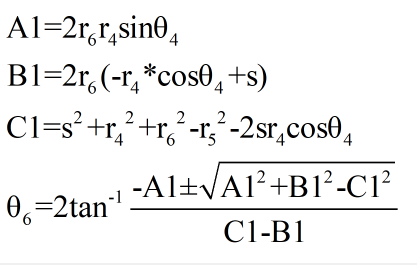 A1=2r₆r₄sinθ₄
B1=2r₆(-r₄*cosθ₄+s)
C1=s²+r₄²+r₆²-r₅²-2sr₄cosθ₄
θ₆=2tan⁻¹ (-A1±√(A1²+B1²-C1²))/(C1-B1)